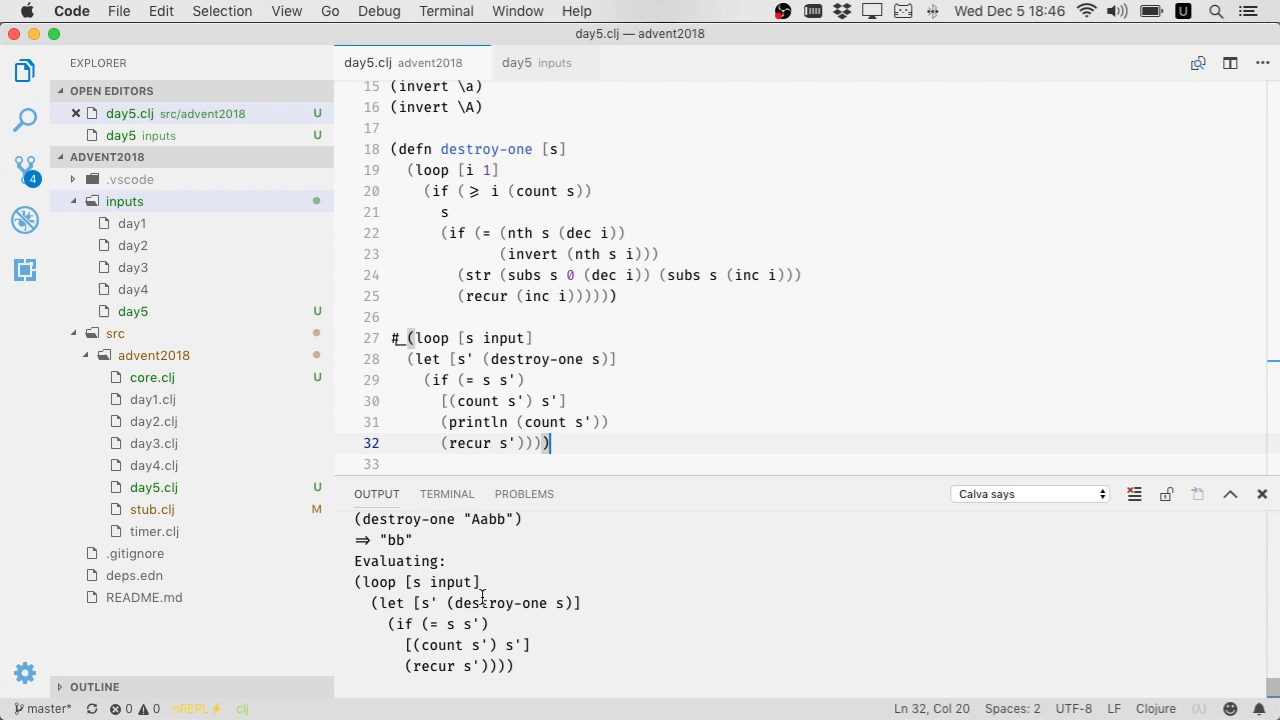 Code File Edit Selection View Go Debug Terminal Window Help Wed Dec 5 18:46 U
day5.clj — advent2018
EXPLORER
day5.clj advent2018
day5 inputs
OPEN EDITORS
day5.clj src/advent2018 U
day5 inputs U
ADVENT2018
.vscode
inputs
day1
day2
day3
day4
day5 U
src
advent2018
core.clj U
day1.clj
day2.clj
day3.clj
day4.clj
day5.clj U
stub.clj M
timer.clj
.gitignore
deps.edn
README.md
OUTLINE
4
15 (invert \a)
16 (invert \A)
17
18 (defn destroy-one [s]
19 (loop [i 1]
20 (if (⩾ i (count s))
21 s
22 (if (= (nth s (dec i))
23 (invert (nth s i)))
24 (str (subs s 0 (dec i)) (subs s (inc i)))
25 (recur (inc i))))))
26
27 #_(loop [s input]
28 (let [s' (destroy-one s)]
29 (if (= s s')
30 [(count s') s']
31 (println (count s'))
32 (recur s'))))
33
OUTPUT TERMINAL PROBLEMS Calva says
(destroy-one "Aabb")
⇒ "bb"
Evaluating:
(loop [s input]
(let [s' (destroy-one s)]
(if (= s s')
[(count s') s']
(recur s'))))
master* 0 0 nREPL⚡ clj Ln 32, Col 20 Spaces: 2 UTF-8 LF Clojure (λ)